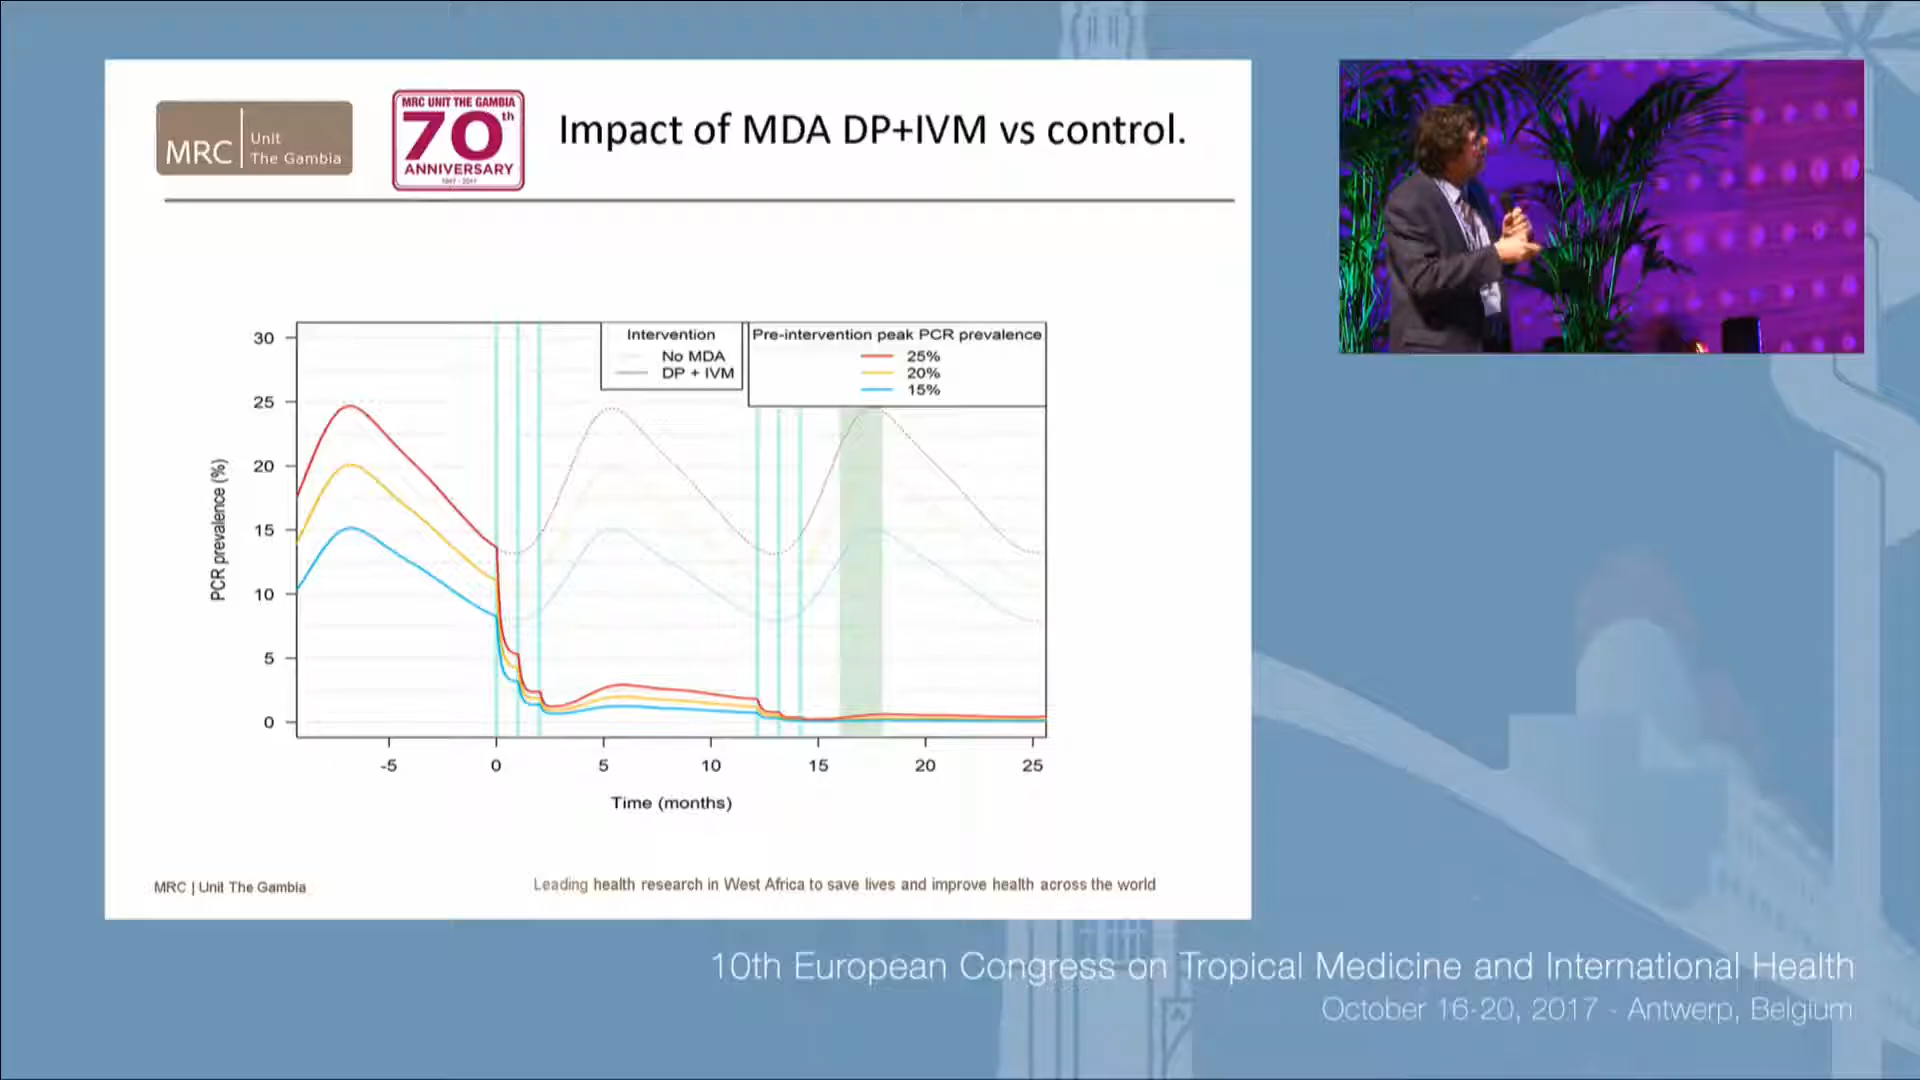 MRC
Unit
The Gambia
MRC UNIT THE GAMBIA
70th
ANNIVERSARY
1947 - 2017
Impact of MDA DP+IVM vs control.
Intervention
No MDA
DP + IVM
Pre-intervention peak PCR prevalence
25%
20%
15%
30
25
20
15
10
5
0
PCR prevalence (%)
-5
0
5
10
15
20
25
Time (months)
MRC | Unit The Gambia
Leading health research in West Africa to save lives and improve health across the world
10th European Congress on Tropical Medicine and International Health
October 16-20, 2017 - Antwerp, Belgium